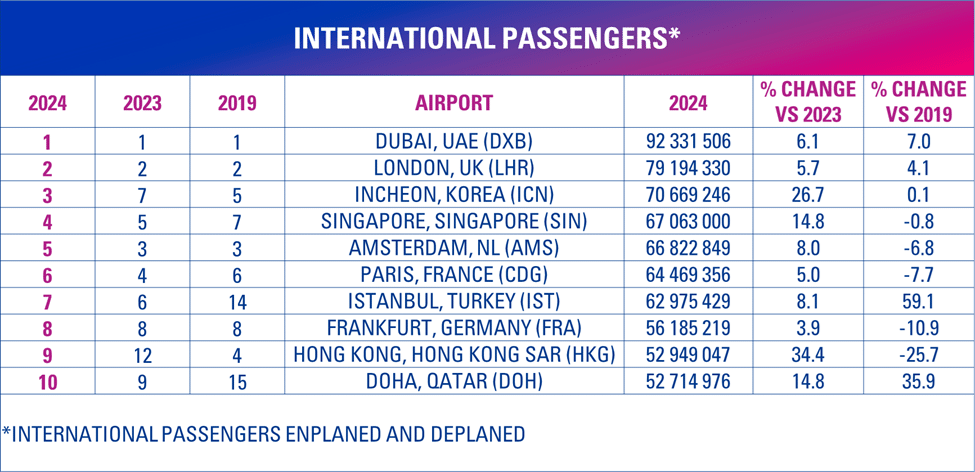 INTERNATIONAL PASSENGERS*
2024 2023 2019 AIRPORT 2024 % CHANGE VS 2023 % CHANGE VS 2019
1 1 1 DUBAI, UAE (DXB) 92 331 506 6.1 7.0
2 2 2 LONDON, UK (LHR) 79 194 330 5.7 4.1
3 7 5 INCHEON, KOREA (ICN) 70 669 246 26.7 0.1
4 5 7 SINGAPORE, SINGAPORE (SIN) 67 063 000 14.8 -0.8
5 3 3 AMSTERDAM, NL (AMS) 66 822 849 8.0 -6.8
6 4 6 PARIS, FRANCE (CDG) 64 469 356 5.0 -7.7
7 6 14 ISTANBUL, TURKEY (IST) 62 975 429 8.1 59.1
8 8 8 FRANKFURT, GERMANY (FRA) 56 185 219 3.9 -10.9
9 12 4 HONG KONG, HONG KONG SAR (HKG) 52 949 047 34.4 -25.7
10 9 15 DOHA, QATAR (DOH) 52 714 976 14.8 35.9
*INTERNATIONAL PASSENGERS ENPLANED AND DEPLANED